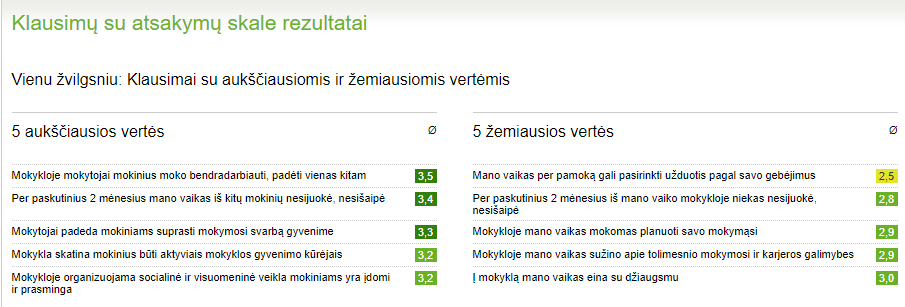 Klausimų su atsakymų skale rezultatai
Vienu žvilgsniu: Klausimai su aukščiausiomis ir žemiausiomis vertėmis
5 aukščiausios vertės Ø
Mokykloje mokytojai mokinius moko bendradarbiauti, padėti vienas kitam 3,5
Per paskutinius 2 mėnesius mano vaikas iš kitų mokinių nesijuokė, nesišaipė 3,4
Mokytojai padeda mokiniams suprasti mokymosi svarbą gyvenime 3,3
Mokykla skatina mokinius būti aktyviais mokyklos gyvenimo kūrėjais 3,2
Mokykloje organizuojama socialinė ir visuomeninė veikla mokiniams yra įdomi
ir prasminga 3,2
5 žemiausios vertės Ø
Mano vaikas per pamoką gali pasirinkti užduotis pagal savo gebėjimus 2,5
Per paskutinius 2 mėnesius iš mano vaiko mokykloje niekas nesijuokė,
nesišaipė 2,8
Mokykloje mano vaikas mokomas planuoti savo mokymąsi 2,9
Mokykloje mano vaikas sužino apie tolimesnio mokymosi ir karjeros galimybes 2,9
Į mokyklą mano vaikas eina su džiaugsmu 3,0